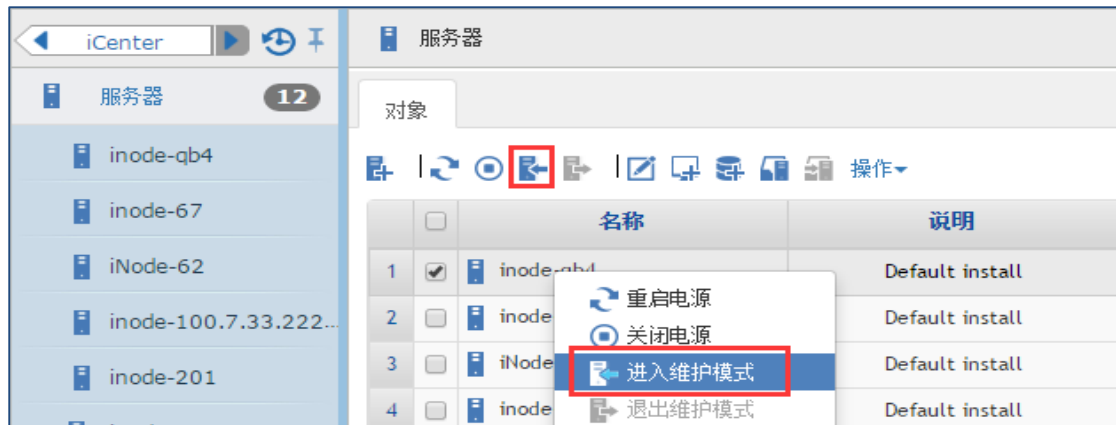 iCenter
服务器 12
inode-qb4
inode-67
iNode-62
inode-100.7.33.222...
inode-201
服务器
对象
操作
名称 说明
1 inode-qb4 Default install
2 inode Default install
3 iNode Default install
4 inode Default install
重启电源
关闭电源
进入维护模式
退出维护模式